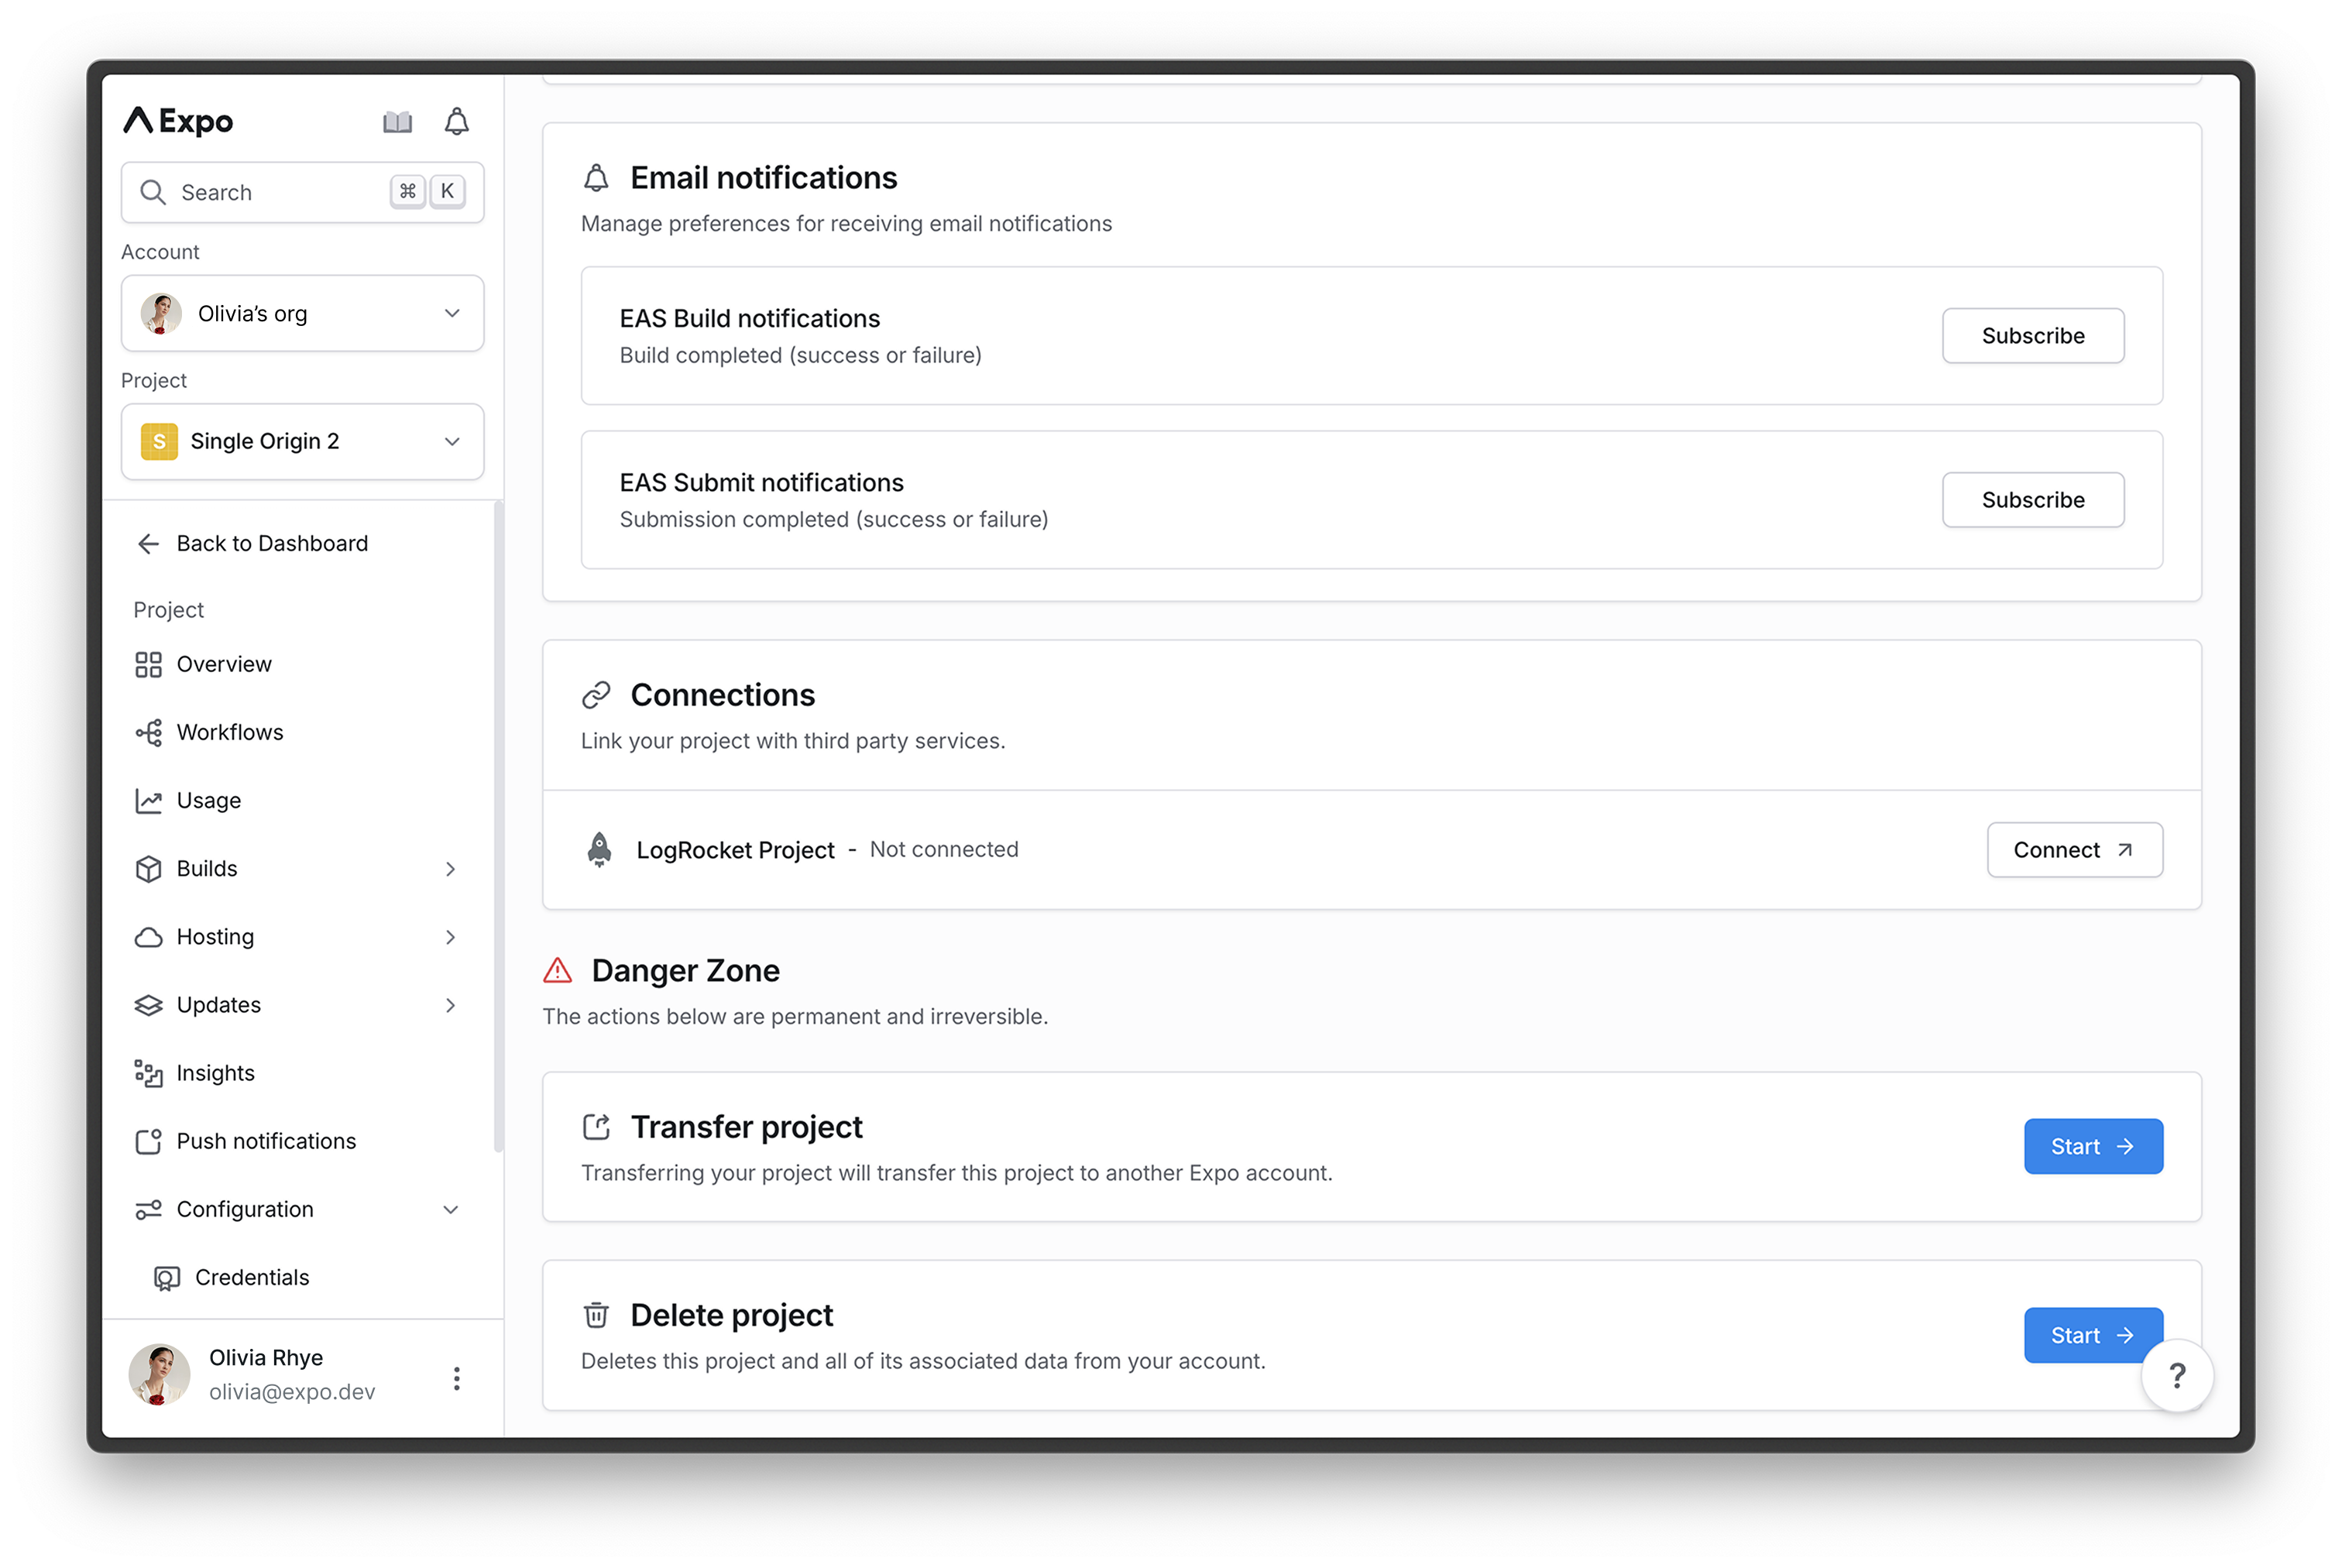 Expo
Search ⌘ K
Account
Olivia’s org
Project
S Single Origin 2
Back to Dashboard
Project
Overview
Workflows
Usage
Builds
Hosting
Updates
Insights
Push notifications
Configuration
Credentials
Olivia Rhye
olivia@expo.dev
Email notifications
Manage preferences for receiving email notifications
EAS Build notifications
Build completed (success or failure)
Subscribe
EAS Submit notifications
Submission completed (success or failure)
Subscribe
Connections
Link your project with third party services.
LogRocket Project - Not connected
Connect
Danger Zone
The actions below are permanent and irreversible.
Transfer project
Transferring your project will transfer this project to another Expo account.
Start
Delete project
Deletes this project and all of its associated data from your account.
Start
?